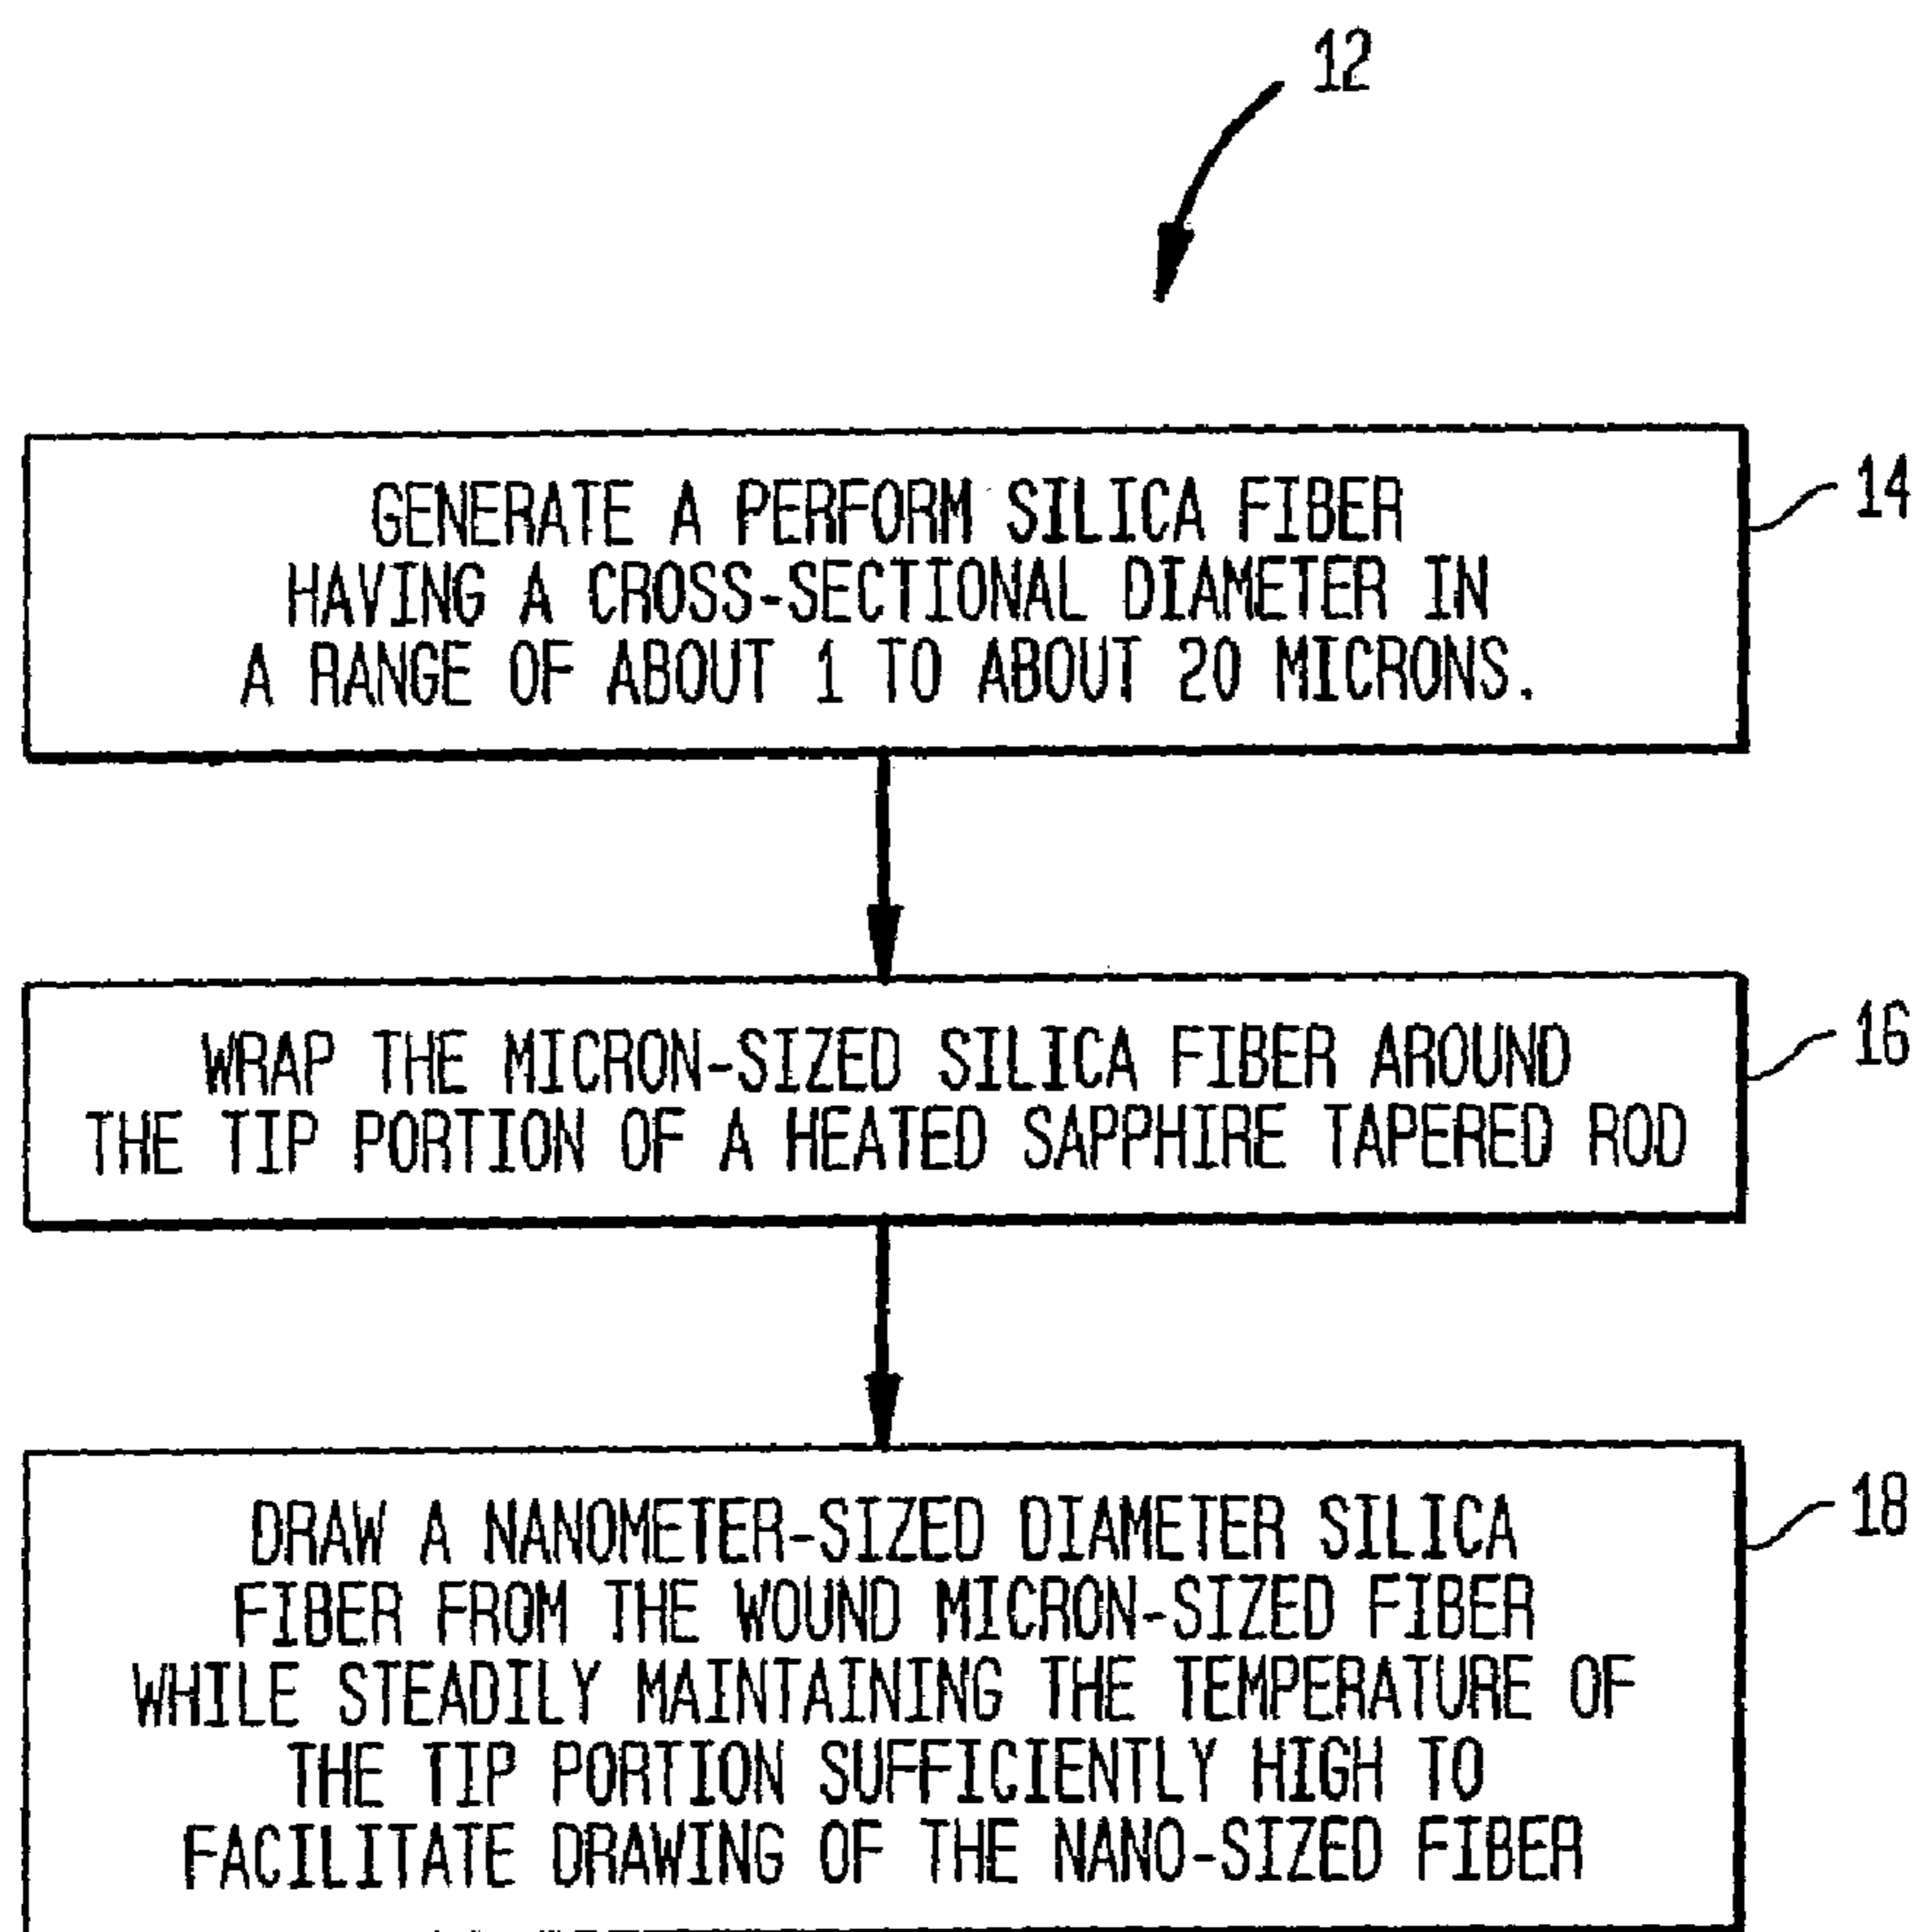 12
GENERATE A PERFORM SILICA FIBER
HAVING A CROSS-SECTIONAL DIAMETER IN
A RANGE OF ABOUT 1 TO ABOUT 20 MICRONS.
14
WRAP THE MICRON-SIZED SILICA FIBER AROUND
THE TIP PORTION OF A HEATED SAPPHIRE TAPERED ROD
16
DRAW A NANOMETER-SIZED DIAMETER SILICA
FIBER FROM THE WOUND MICRON-SIZED FIBER
WHILE STEADILY MAINTAINING THE TEMPERATURE OF
THE TIP PORTION SUFFICIENTLY HIGH TO
FACILITATE DRAWING OF THE NANO-SIZED FIBER
18